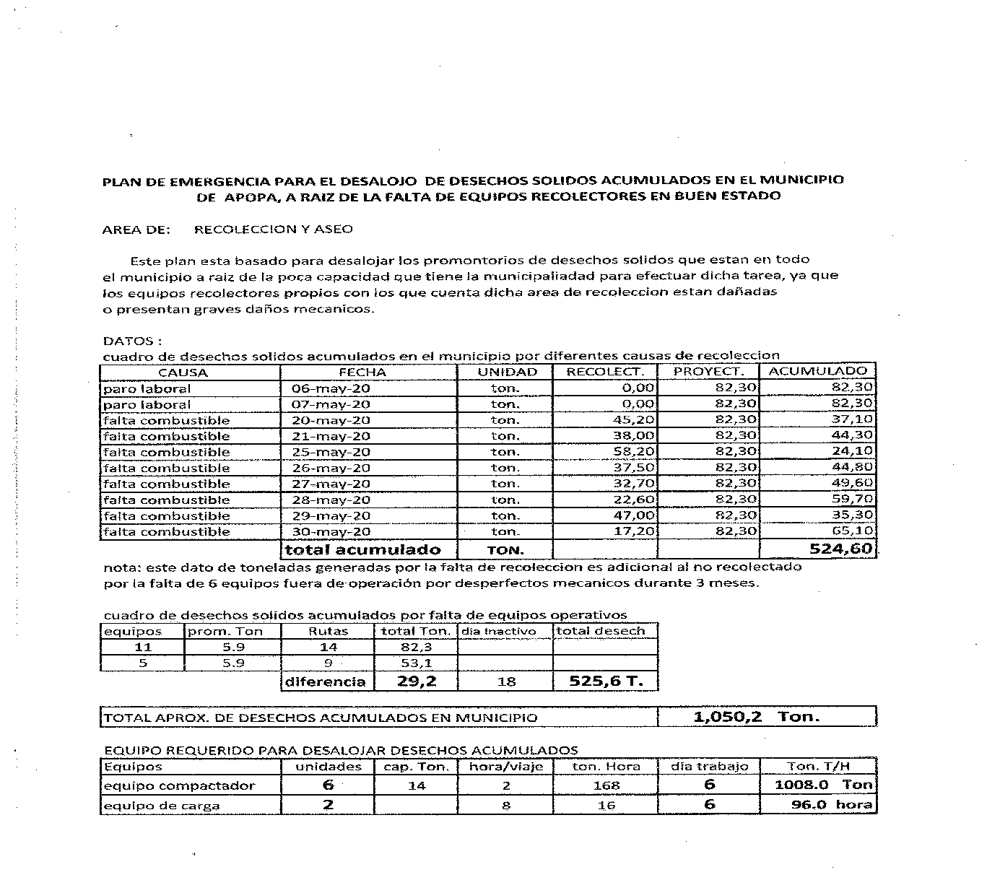 PLAN DE EMERGENCIA PARA EL DESALOJO DE DESECHOS SOLIDOS ACUMULADOS EN EL MUNICIPIO
DE APOPA, A RAIZ DE LA FALTA DE EQUIPOS RECOLECTORES EN BUEN ESTADO
AREA DE: RECOLECCION Y ASEO
Este plan esta basado para desalojar los promontorios de desechos solidos que estan en todo
el municipio a raiz de la poca capacidad que tiene la municipaliadad para efectuar dicha tarea, ya que
los equipos recolectores propios con los que cuenta dicha area de recoleccion estan dañadas
o presentan graves daños mecanicos.
DATOS :
cuadro de desechos solidos acumulados en el municipio por diferentes causas de recoleccion
CAUSA FECHA UNIDAD RECOLECT. PROYECT. ACUMULADO
paro laboral 06-may-20 ton. 0,00 82,30 82,30
paro laboral 07-may-20 ton. 0,00 82,30 82,30
falta combustible 20-may-20 ton. 45,20 82,30 37,10
falta combustible 21-may-20 ton. 38,00 82,30 44,30
falta combustible 25-may-20 ton. 58,20 82,30 24,10
falta combustible 26-may-20 ton. 37,50 82,30 44,80
falta combustible 27-may-20 ton. 32,70 82,30 49,60
falta combustible 28-may-20 ton. 22,60 82,30 59,70
falta combustible 29-may-20 ton. 47,00 82,30 35,30
falta combustible 30-may-20 ton. 17,20 82,30 65,10
total acumulado TON. 524,60
nota: este dato de toneladas generadas por la falta de recoleccion es adicional al no recolectado
por la falta de 6 equipos fuera de operación por desperfectos mecanicos durante 3 meses.
cuadro de desechos solidos acumulados por falta de equipos operativos
equipos prom. Ton Rutas total Ton. dia inactivo total desech
11 5.9 14 82,3
5 5.9 9 53,1
diferencia 29,2 18 525,6 T.
TOTAL APROX. DE DESECHOS ACUMULADOS EN MUNICIPIO 1,050,2 Ton.
EQUIPO REQUERIDO PARA DESALOJAR DESECHOS ACUMULADOS
Equipos unidades cap. Ton. hora/viaje ton. Hora dia trabajo Ton. T/H
equipo compactador 6 14 2 168 6 1008.0 Ton
equipo de carga 2 8 16 6 96.0 hora